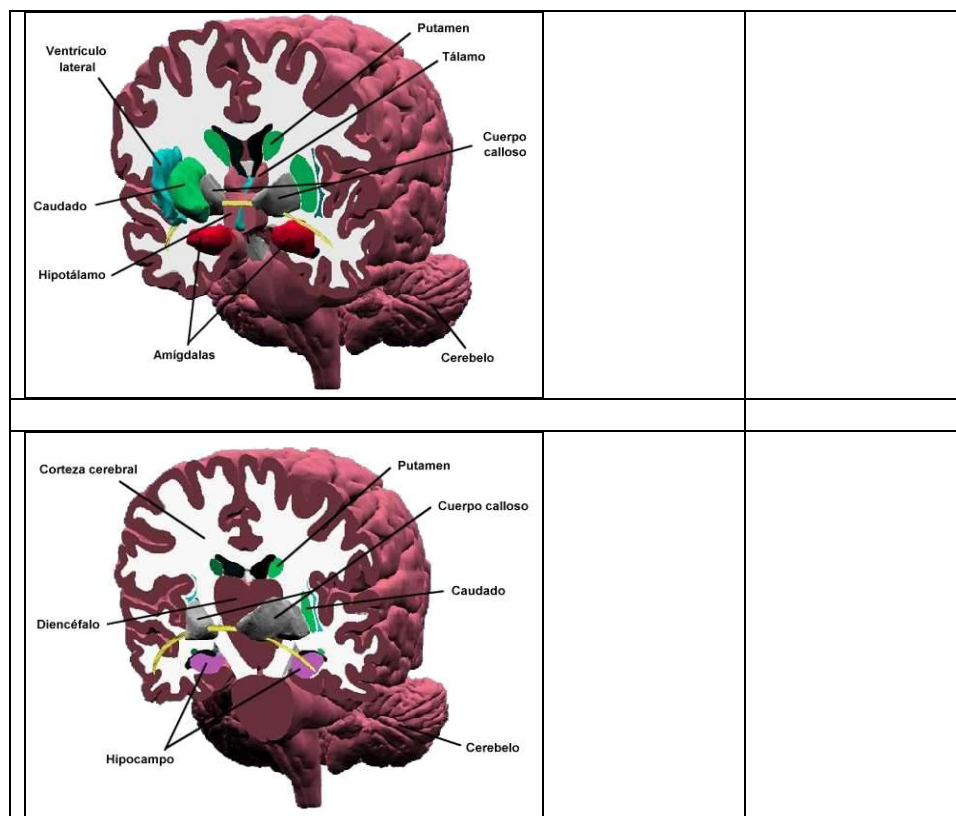 Putamen
Ventrículo
lateral
Tálamo
Cuerpo
calloso
Caudado
Hipotálamo
Amígdalas
Cerebelo
Corteza cerebral
Putamen
Cuerpo calloso
Caudado
Diencéfalo
Hipocampo
Cerebelo